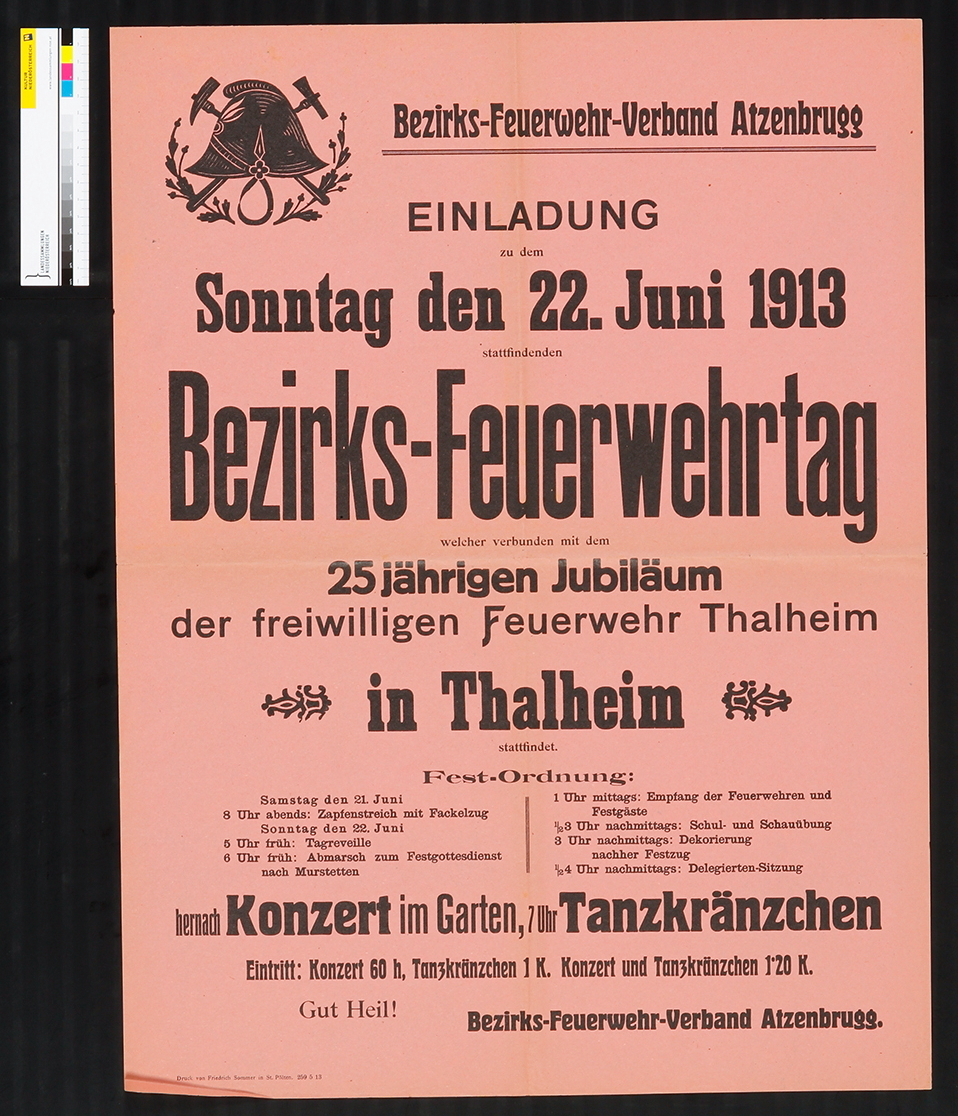 KULTUR
NIEDERÖSTERREICH
LANDESSAMMLUNGEN
NIEDERÖSTERREICH
Bezirks-Feuerwehr-Verband Atzenbrugg
EINLADUNG
zu dem
Sonntag den 22. Juni 1913
stattfindenden
Bezirks-Feuerwehrtag
welcher verbunden mit dem
25jährigen Jubiläum
der freiwilligen Feuerwehr Thalheim
in Thalheim
stattfindet.
Fest-Ordnung:
Samstag den 21. Juni
8 Uhr abends: Zapfenstreich mit Fackelzug
Sonntag den 22. Juni
5 Uhr früh: Tagreveille
6 Uhr früh: Abmarsch zum Festgottesdienst
nach Murstetten
1 Uhr mittags: Empfang der Feuerwehren und
Festgäste
½3 Uhr nachmittags: Schul- und Schauübung
3 Uhr nachmittags: Dekorierung
nachher Festzug
½4 Uhr nachmittags: Delegierten-Sitzung
hernach Konzert im Garten, 7 Uhr Tanzkränzchen
Eintritt: Konzert 60 h, Tanzkränzchen 1 K. Konzert und Tanzkränzchen 1·20 K.
Gut Heil!
Bezirks-Feuerwehr-Verband Atzenbrugg.
Druck von Friedrich Sommer in St. Pölten. 259 5 13